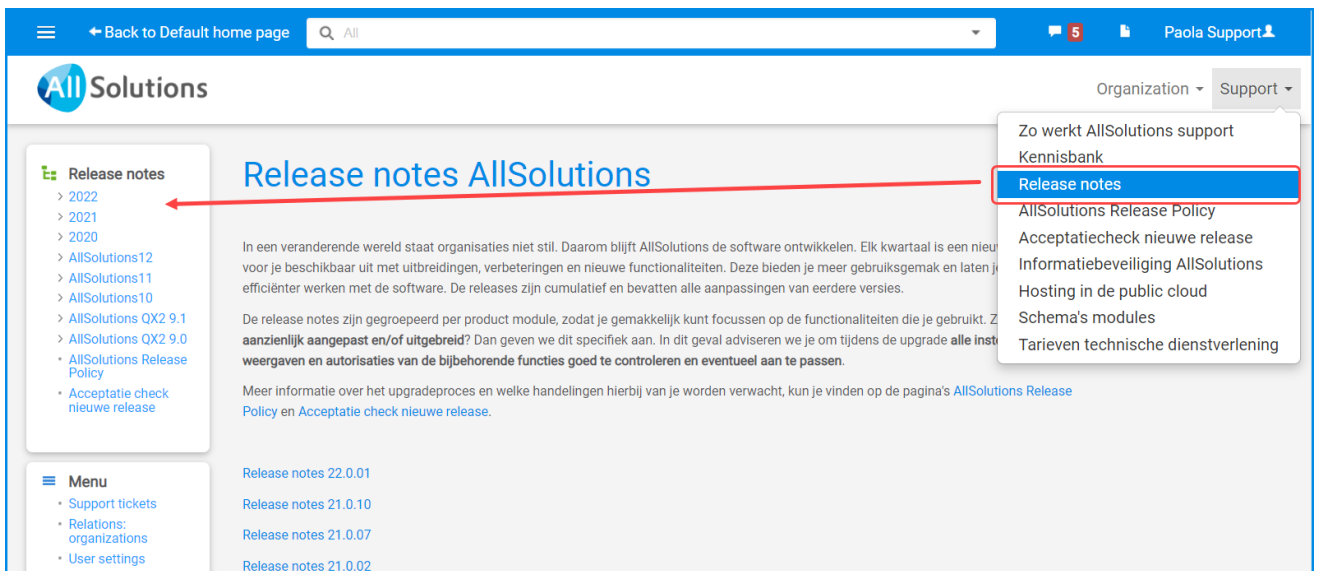 Back to Default home page
All
5
Paola Support
AllSolutions
Organization
Support
Zo werkt AllSolutions support
Kennisbank
Release notes
AllSolutions Release Policy
Acceptatiecheck nieuwe release
Informatiebeveiliging AllSolutions
Hosting in de public cloud
Schema's modules
Tarieven technische dienstverlening
Release notes
2022
2021
2020
AllSolutions12
AllSolutions11
AllSolutions10
AllSolutions QX2 9.1
AllSolutions QX2 9.0
AllSolutions Release
Policy
Acceptatie check
nieuwe release
Menu
Support tickets
Relations:
organizations
User settings
Release notes AllSolutions
In een veranderende wereld staat organisaties niet stil. Daarom blijft AllSolutions de software ontwikkelen. Elk kwartaal is een
voor je beschikbaar uit met uitbreidingen, verbeteringen en nieuwe functionaliteiten. Deze bieden je meer gebruiksgemak en laten
efficiënter werken met de software. De releases zijn cumulatief en bevatten alle aanpassingen van eerdere versies.
De release notes zijn gegroepeerd per product module, zodat je gemakkelijk kunt focussen op de functionaliteiten die je gebruikt.
aanzienlijk aangepast en/of uitgebreid? Dan geven we dit specifiek aan. In dit geval adviseren we je om tijdens de upgrade alle
weergaven en autorisaties van de bijbehorende functies goed te controleren en eventueel aan te passen.
Meer informatie over het upgradeproces en welke handelingen hierbij van je worden verwacht, kun je vinden op de pagina's AllSolutions Release
Policy en Acceptatie check nieuwe release.
Release notes 22.0.01
Release notes 21.0.10
Release notes 21.0.07
Release notes 21.0.02